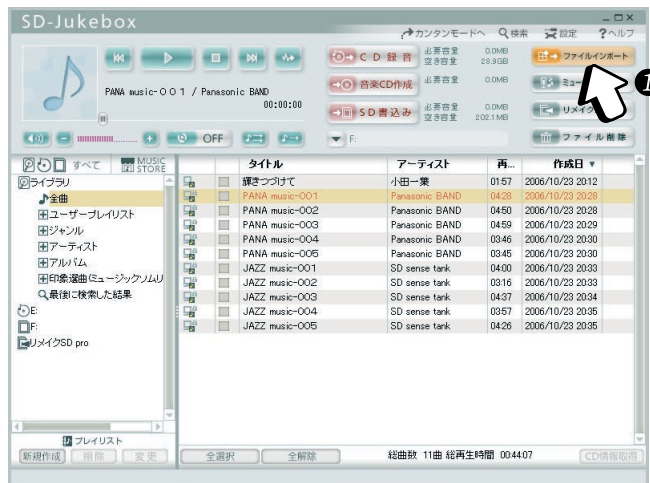 SD-Jukebox
カンタンモードへ 検索 設定 ?ヘルプ
PANA music-001 / Panasonic BAND
00:00:00
OFF
CD録音 必要容量 0.0MB
空き容量 28.9GB
音楽CD作成 必要容量 0.0MB
SD書込み 必要容量 0.0MB
空き容量 202.1MB
F:
ファイルインポート
1
ミュー
リメイク
ファイル削除
すべて MUSIC STORE
ライブラリ
全曲
ユーザープレイリスト
ジャンル
アーティスト
アルバム
印象選曲(ミュージックソムリ
最後に検索した結果
E:
F:
リメイクSD pro
プレイリスト
新規作成 削除 変更
タイトル アーティスト 再... 作成日
輝きつづけて 小田一葉 01:57 2006/10/23 20:12
PANA music-001 Panasonic BAND 04:28 2006/10/23 20:28
PANA music-002 Panasonic BAND 04:50 2006/10/23 20:28
PANA music-003 Panasonic BAND 04:59 2006/10/23 20:29
PANA music-004 Panasonic BAND 03:46 2006/10/23 20:30
PANA music-005 Panasonic BAND 03:45 2006/10/23 20:30
JAZZ music-001 SD sense tank 04:00 2006/10/23 20:33
JAZZ music-002 SD sense tank 03:16 2006/10/23 20:33
JAZZ music-003 SD sense tank 04:37 2006/10/23 20:34
JAZZ music-004 SD sense tank 03:57 2006/10/23 20:35
JAZZ music-005 SD sense tank 04:26 2006/10/23 20:35
全選択 全解除 総曲数 11曲 総再生時間 00:44:07 CD情報取得